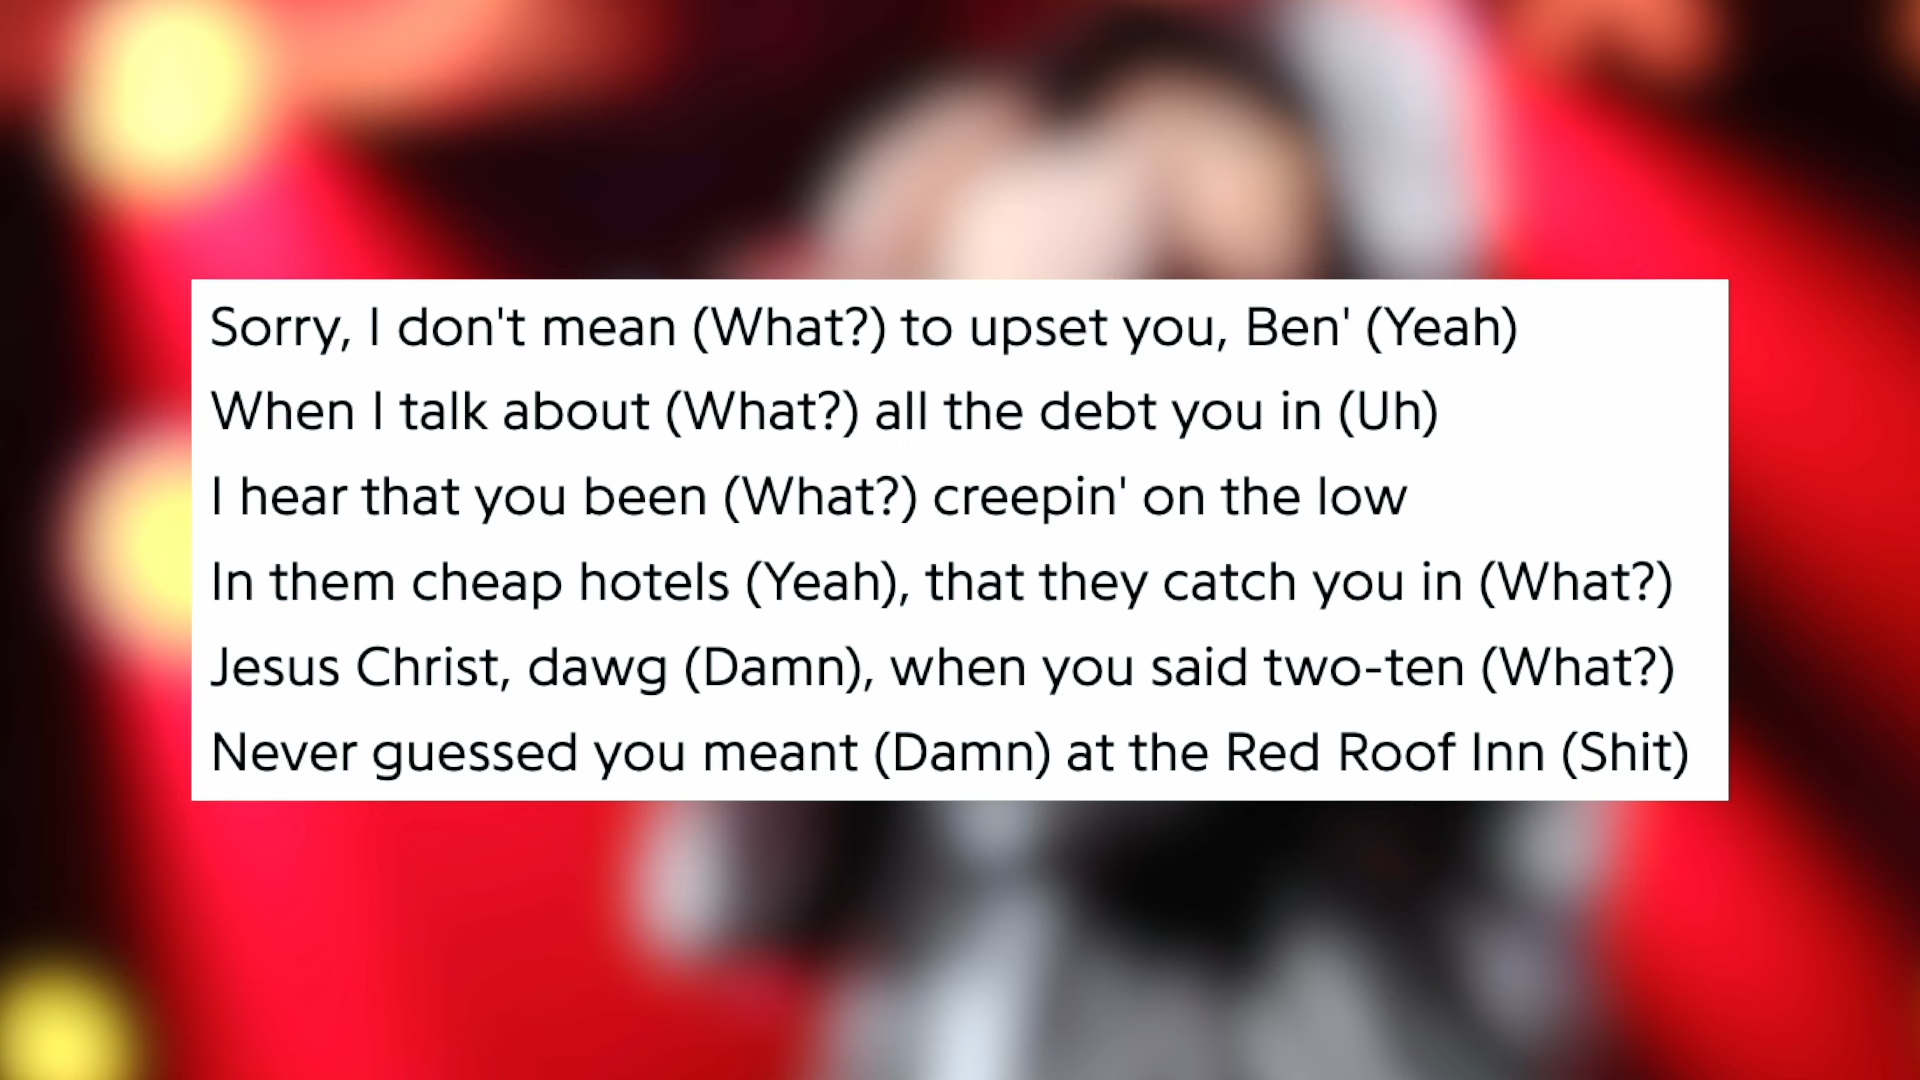 Sorry, I don't mean (What?) to upset you, Ben' (Yeah)
When I talk about (What?) all the debt you in (Uh)
I hear that you been (What?) creepin' on the low
In them cheap hotels (Yeah), that they catch you in (What?)
Jesus Christ, dawg (Damn), when you said two-ten (What?)
Never guessed you meant (Damn) at the Red Roof Inn (Shit)